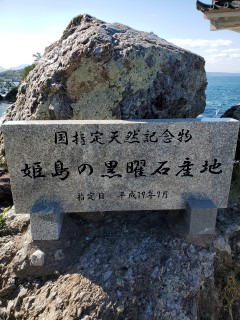 国指定天然記念物
姫島の黒曜石産地
指定日 平成19年7月